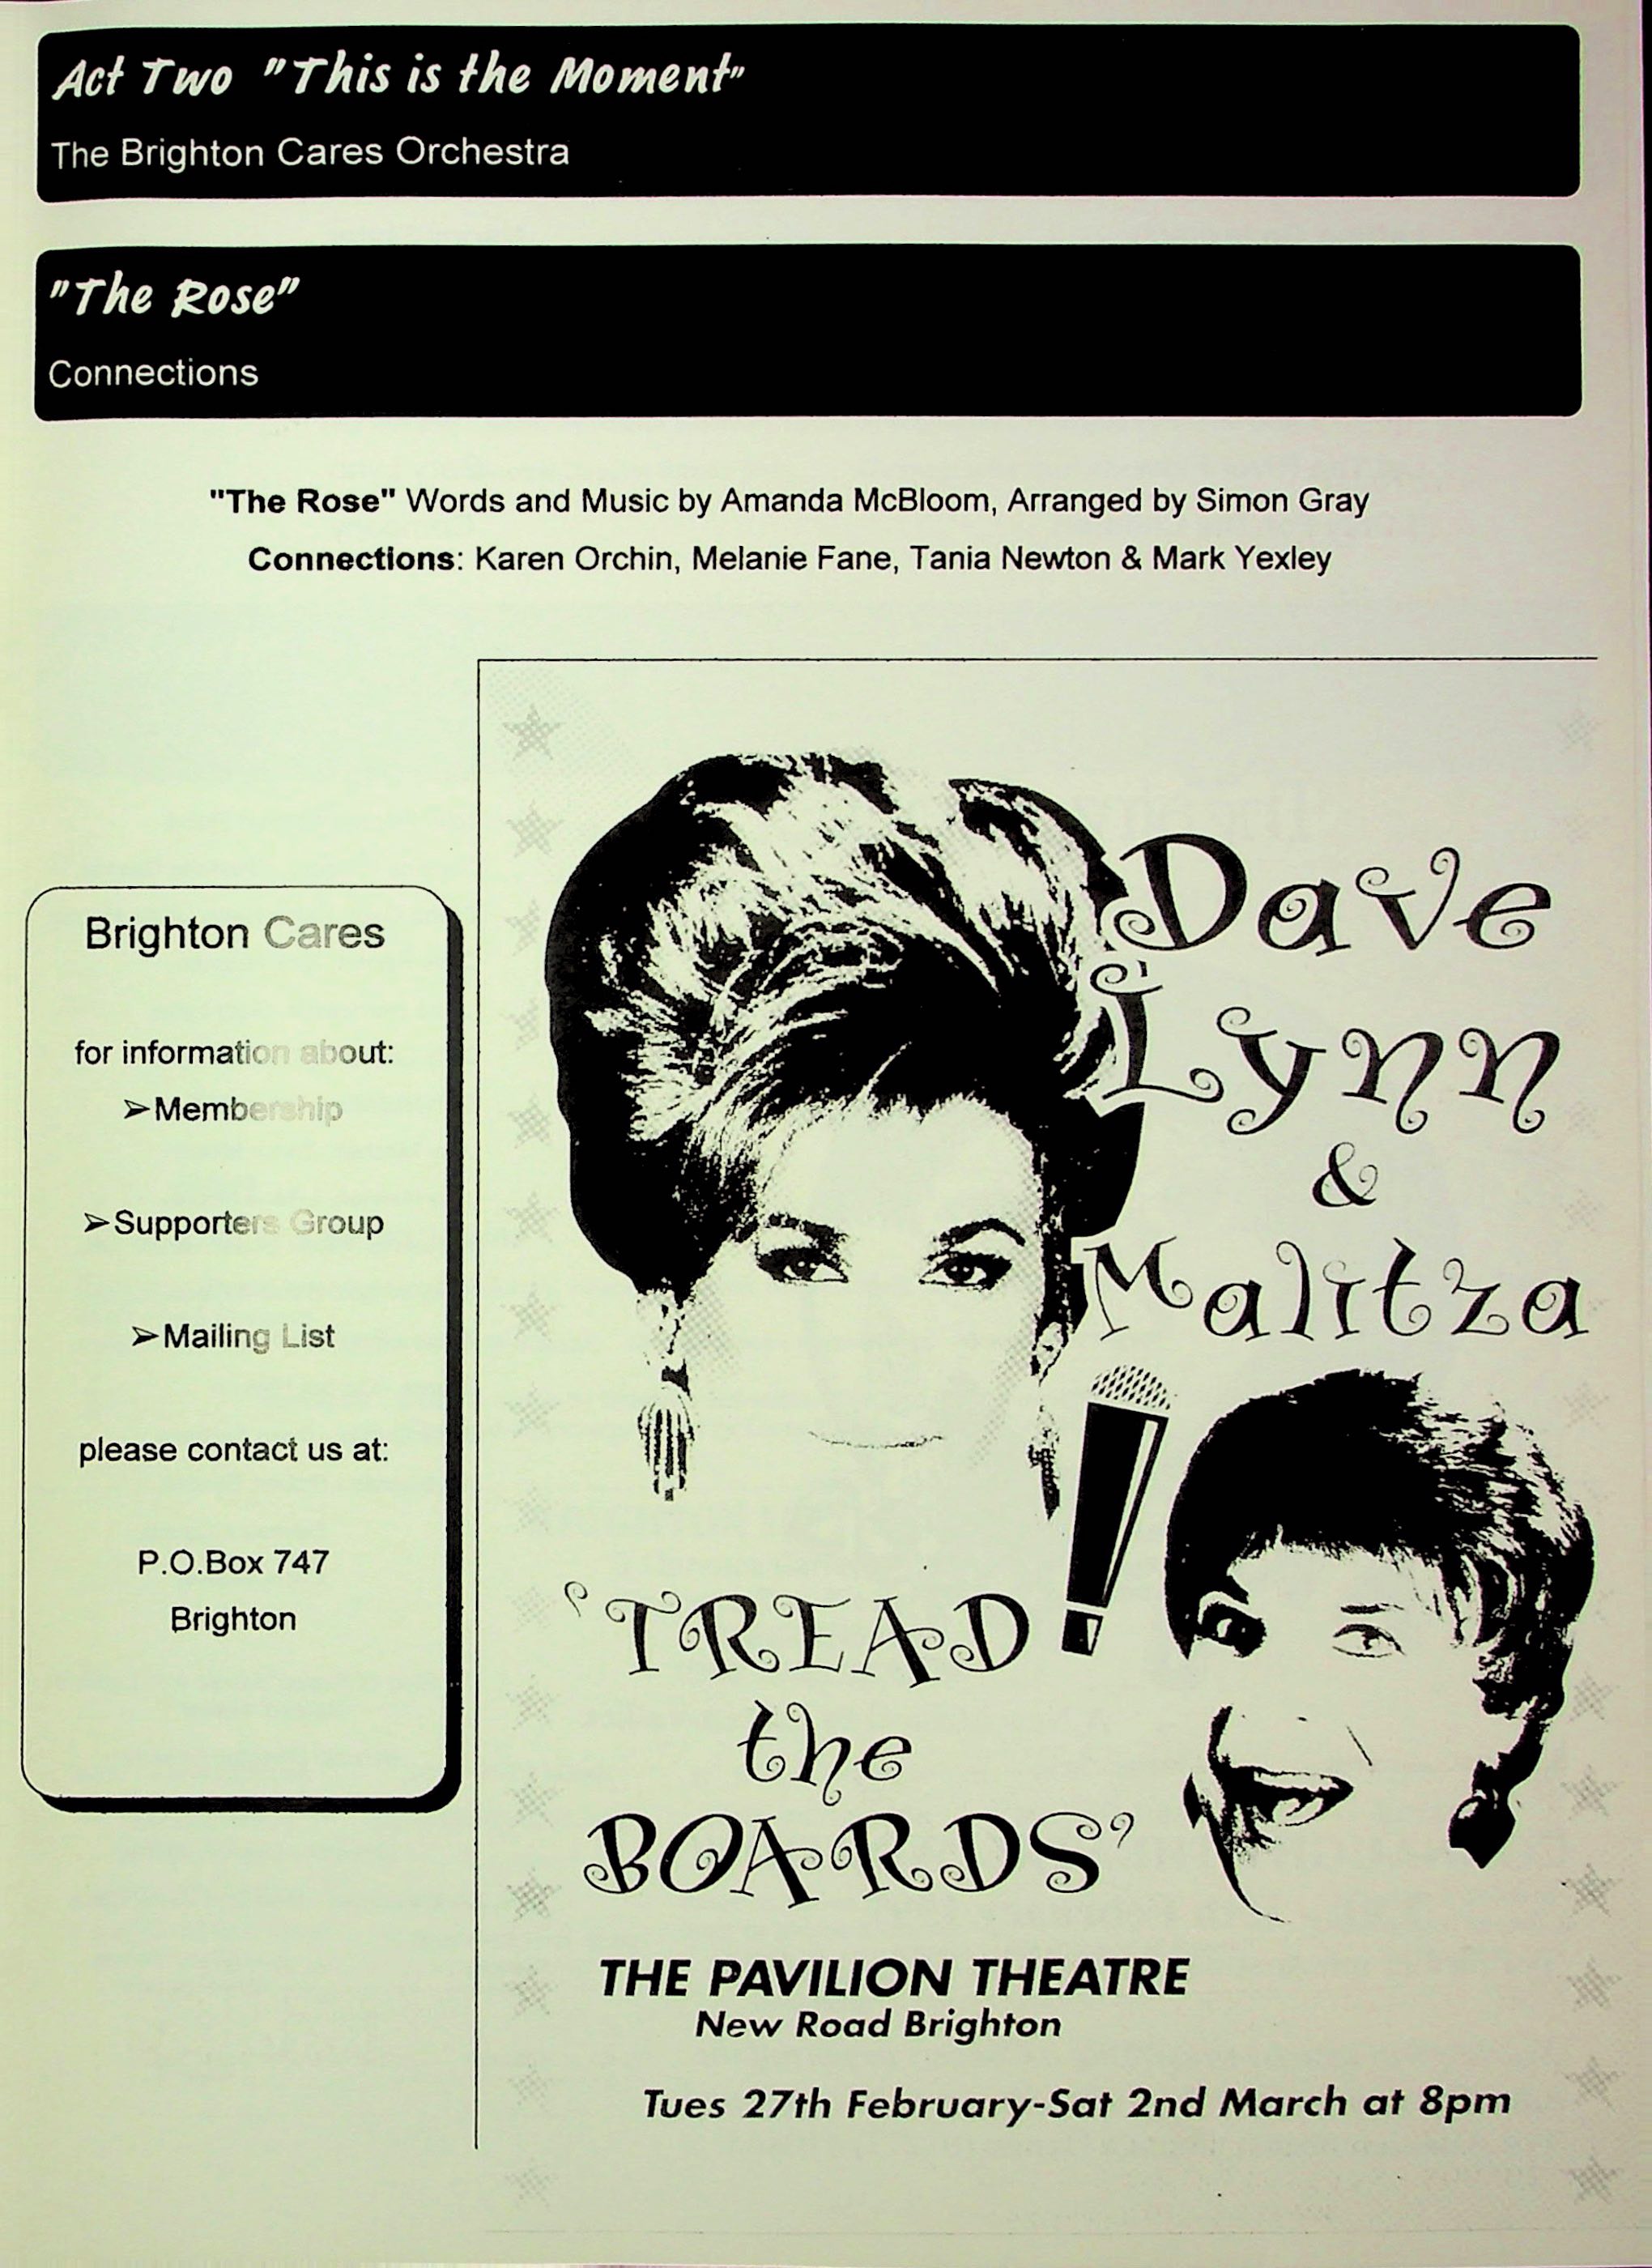 Act Two "This is the Moment"
The Brighton Cares Orchestra
"The Rose"
Connections
"The Rose" Words and Music by Amanda McBloom, Arranged by Simon Gray
Connections: Karen Orchin, Melanie Fane, Tania Newton & Mark Yexley
Brighton Cares
for information about:
➢Membership
➢Supporters Group
➢Mailing List
please contact us at:
P.O.Box 747
Brighton
Dave
Lynn
&
Malitza
'TREAD
the
BOARDS'
THE PAVILION THEATRE
New Road Brighton
Tues 27th February-Sat 2nd March at 8pm